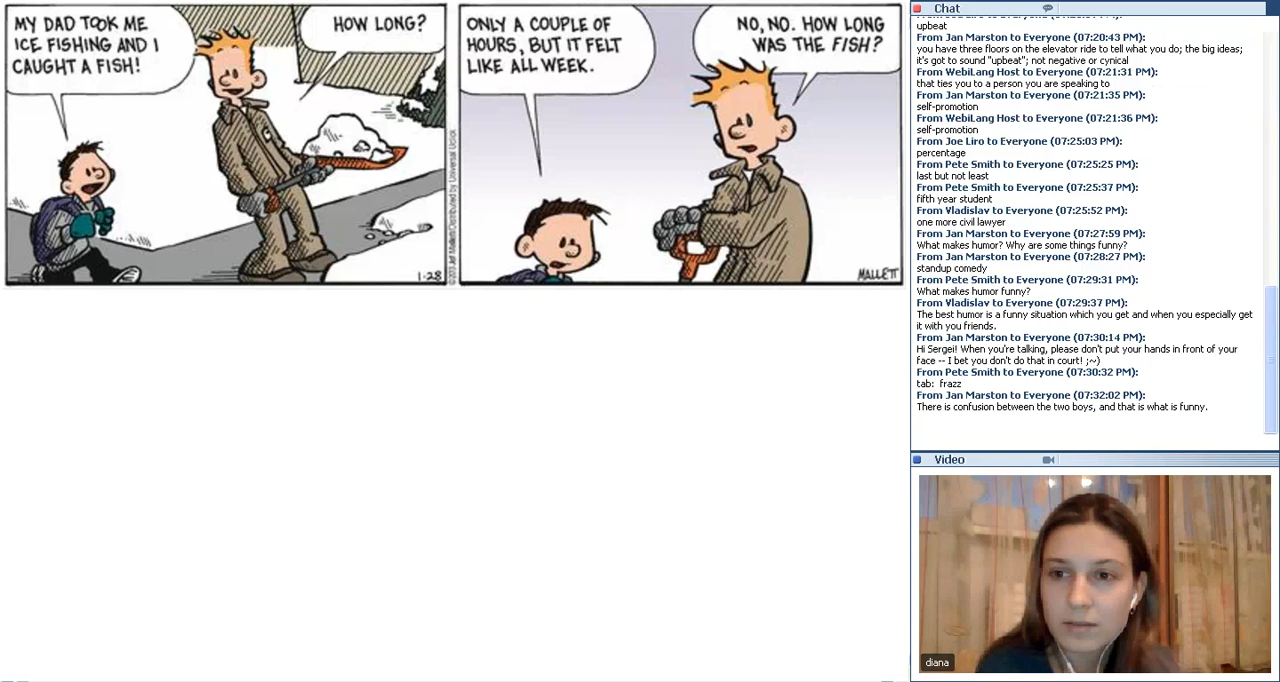 MY DAD TOOK ME
ICE FISHING AND I
CAUGHT A FISH!
HOW LONG?
1-28
ONLY A COUPLE OF
HOURS, BUT IT FELT
LIKE ALL WEEK.
NO, NO. HOW LONG
WAS THE FISH?
MALLETT
Chat
upbeat
From Jan Marston to Everyone (07:20:43 PM):
you have three floors on the elevator ride to tell what you do; the big ideas;
it's got to sound "upbeat"; not negative or cynical
From WebiLang Host to Everyone (07:21:31 PM):
that ties you to a person you are speaking to
From Jan Marston to Everyone (07:21:35 PM):
self-promotion
From WebiLang Host to Everyone (07:21:36 PM):
self-promotion
From Joe Liro to Everyone (07:25:03 PM):
percentage
From Pete Smith to Everyone (07:25:25 PM):
last but not least
From Pete Smith to Everyone (07:25:37 PM):
fifth year student
From Vladislav to Everyone (07:25:52 PM):
one more civil lawyer
From Jan Marston to Everyone (07:27:59 PM):
What makes humor? Why are some things funny?
From Jan Marston to Everyone (07:28:27 PM):
standup comedy
From Pete Smith to Everyone (07:29:31 PM):
What makes humor funny?
From Vladislav to Everyone (07:29:37 PM):
The best humor is a funny situation which you get and when you especially get
it with you friends.
From Jan Marston to Everyone (07:30:14 PM):
Hi Sergei! When you're talking, please don't put your hands in front of your
face -- I bet you don't do that in court! ;~)
From Pete Smith to Everyone (07:30:32 PM):
tab: frazz
From Jan Marston to Everyone (07:32:02 PM):
There is confusion between the two boys, and that is what is funny.
Video
diana